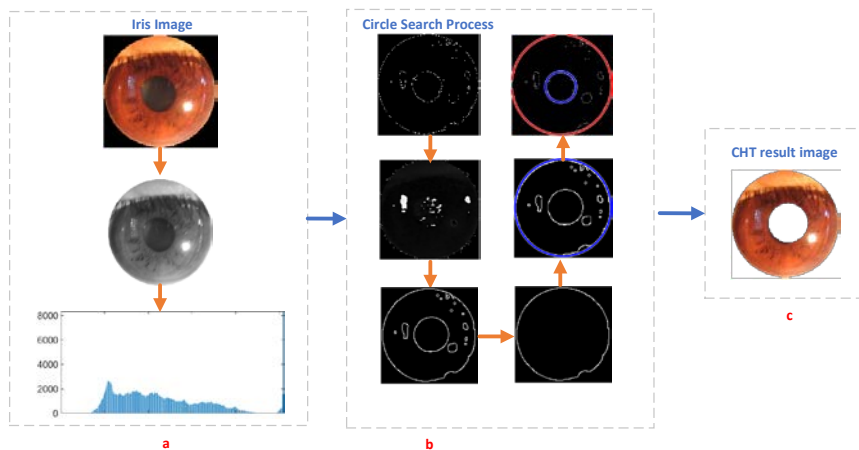 Iris Image
8000
6000
4000
2000
0
a
Circle Search Process
b
CHT result image
c